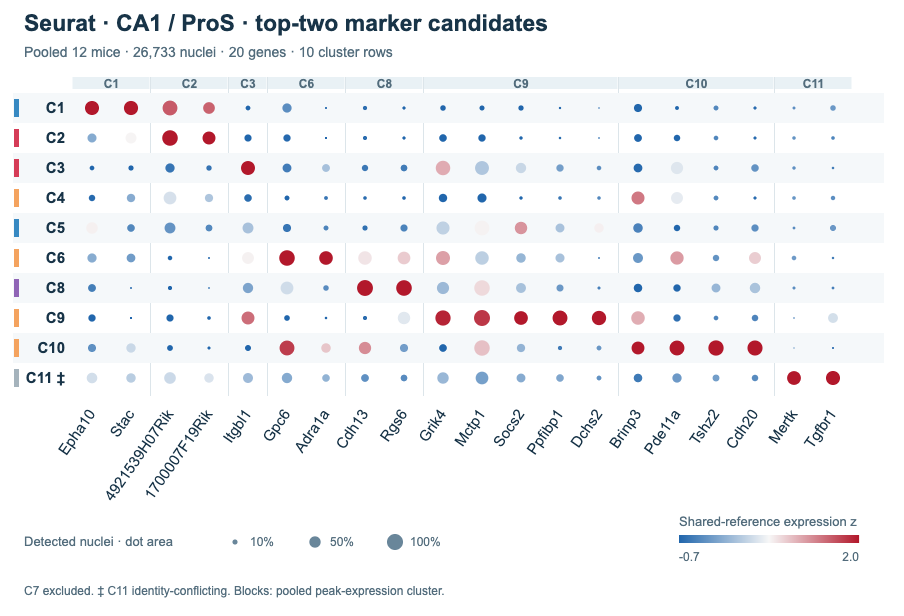 Seurat · CA1 / ProS · top-two marker candidates
Pooled 12 mice · 26,733 nuclei · 20 genes · 10 cluster rows
C1 C2 C3 C6 C8 C9 C10 C11
C1
C2
C3
C4
C5
C6
C8
C9
C10
C11 ‡
Epha10 Stac 4921539H07Rik 1700007F19Rik Itgbl1 Gpc6 Adra1a Cdh13 Rgs6 Grik4 Mctp1 Socs2 Ppfibp1 Dchs2 Brinp3 Pde11a Tshz2 Cdh20 Mertk Tgfbr1
Shared-reference expression z
Detected nuclei · dot area 10% 50% 100%
-0.7 2.0
C7 excluded. ‡ C11 identity-conflicting. Blocks: pooled peak-expression cluster.